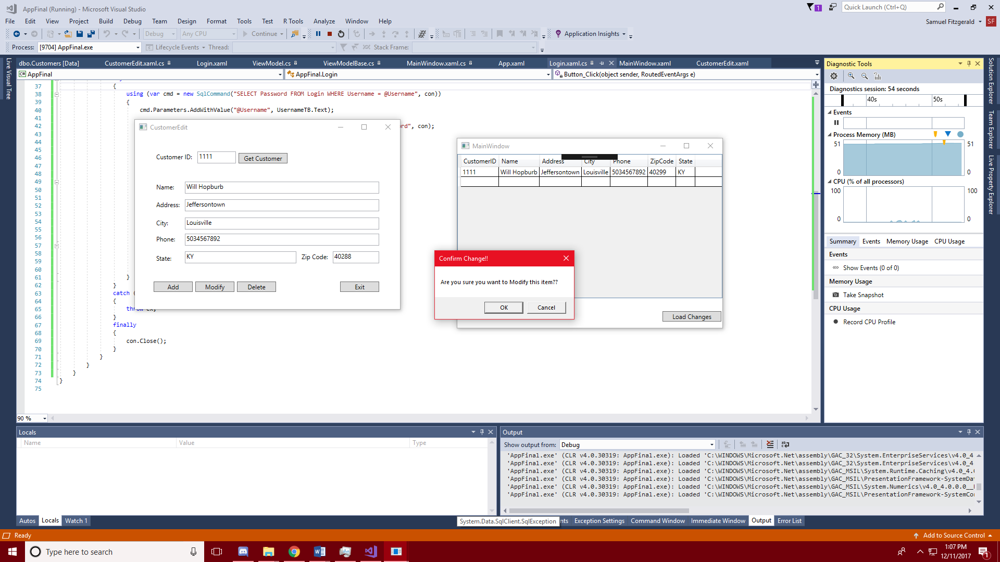 AppFinal (Running) - Microsoft Visual Studio
1
Quick Launch (Ctrl+Q)
File Edit View Project Build Debug Team Design Format Tools Test R Tools Analyze Window Help
Samuel Fitzgerald SF
Debug Any CPU Continue Application Insights
Process: [9704] AppFinal.exe Lifecycle Events Thread: Stack Frame:
Live Visual Tree
dbo.Customers [Data] CustomerEdit.xaml.cs Login.xaml ViewModel.cs ViewModelBase.cs MainWindow.xaml.cs App.xaml Login.xaml.cs MainWindow.xaml CustomerEdit.xaml
AppFinal AppFinal.Login Button_Click(object sender, RoutedEventArgs e)
37 {
38 using (var cmd = new SqlCommand("SELECT Password FROM Login WHERE Username = @Username", con))
39 {
40 cmd.Parameters.AddWithValue("@Username", UsernameTB.Text);
41
42 rd", con);
43
44
45
46
47
48
49
50
51
52
53
54
55
56
57
58
59
60
61 }
62 }
63 catch (
64 {
65 throw ex;
66 }
67 finally
68 {
69 con.Close();
70 }
71 }
72 }
73 }
74 }
75
90 %
CustomerEdit
Customer ID: 1111 Get Customer
Name: Will Hopburb
Address: Jeffersontown
City: Louisville
Phone: 5034567892
State: KY Zip Code: 40288
Add Modify Delete Exit
MainWindow
CustomerID Name Address City Phone ZipCode State
1111 Will Hopburb Jeffersontown Louisville 5034567892 40299 KY
Load Changes
Confirm Change!!
Are you sure you want to Modify this item??
OK Cancel
Diagnostic Tools
Diagnostics session: 54 seconds
40s 50s
Events
Process Memory (MB)
51 51
0 0
CPU (% of all processors)
100 100
0 0
Summary Events Memory Usage CPU Usage
Events
Show Events (0 of 0)
Memory Usage
Take Snapshot
CPU Usage
Record CPU Profile
Solution Explorer
Team Explorer
Live Property Explorer
Locals
Name Value Type
Autos Locals Watch 1
Output
Show output from: Debug
'AppFinal.exe' (CLR v4.0.30319: AppFinal.exe): Loaded 'C:\WINDOWS\Microsoft.Net\assembly\GAC_32\System.EnterpriseServices\v4.0_4
'AppFinal.exe' (CLR v4.0.30319: AppFinal.exe): Loaded 'C:\WINDOWS\Microsoft.Net\assembly\GAC_32\System.EnterpriseServices\v4.0_4
'AppFinal.exe' (CLR v4.0.30319: AppFinal.exe): Loaded 'C:\WINDOWS\Microsoft.Net\assembly\GAC_MSIL\System.Runtime.Caching\v4.0_4.0
'AppFinal.exe' (CLR v4.0.30319: AppFinal.exe): Loaded 'C:\WINDOWS\Microsoft.Net\assembly\GAC_MSIL\PresentationFramework-SystemDat
'AppFinal.exe' (CLR v4.0.30319: AppFinal.exe): Loaded 'C:\WINDOWS\Microsoft.Net\assembly\GAC_MSIL\System.Numerics\v4.0_4.0.0.0__
'AppFinal.exe' (CLR v4.0.30319: AppFinal.exe): Loaded 'C:\WINDOWS\Microsoft.Net\assembly\GAC_MSIL\PresentationFramework-SystemCor
System.Data.SqlClient.SqlException nts Exception Settings Command Window Immediate Window Output Error List
Ready Add to Source Control
Type here to search
1:07 PM
12/11/2017
1